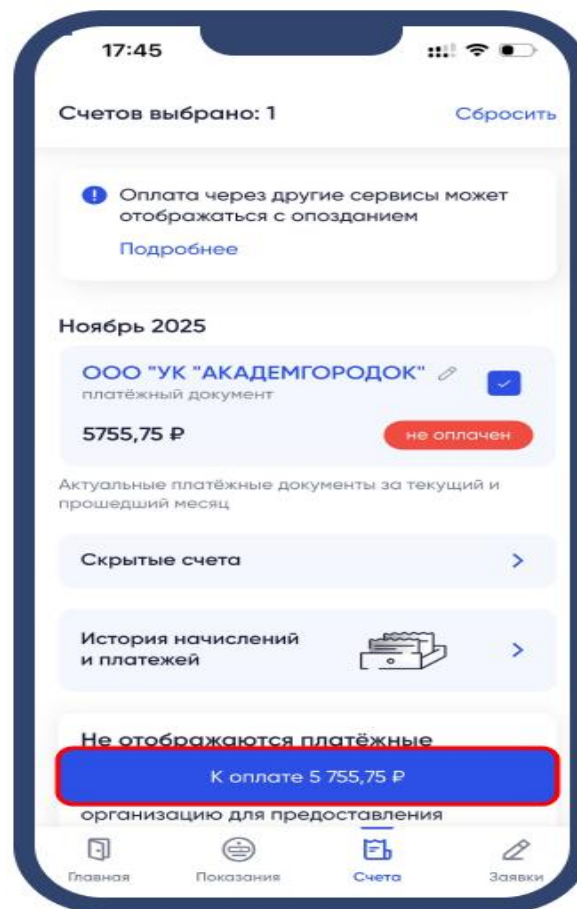 17:45
Счетов выбрано: 1 Сбросить
Оплата через другие сервисы может
отображаться с опозданием
Подробнее
Ноябрь 2025
ООО "УК "АКАДЕМГОРОДОК"
платёжный документ
5755,75 ₽ не оплачен
Актуальные платёжные документы за текущий и
прошедший месяц
Скрытые счета
История начислений
и платежей
Не отображаются платёжные
К оплате 5 755,75 ₽
организацию для предоставления
Главная Показания Счета Заявки